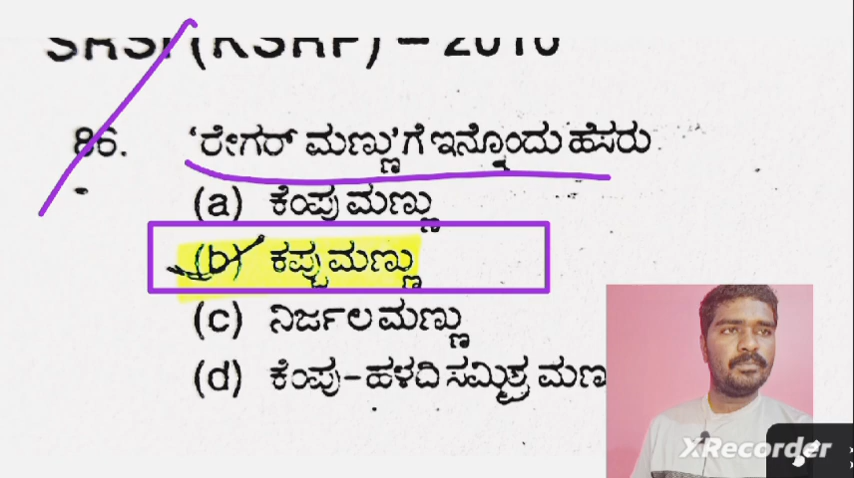 SRSI (KSRP) – 2010
86. 'ರೇಗರ್ ಮಣ್ಣು'ಗೆ ಇನ್ನೊಂದು ಹೆಸರು
(a) ಕೆಂಪು ಮಣ್ಣು
(b) ಕಪ್ಪು ಮಣ್ಣು
(c) ನಿರ್ಜಲ ಮಣ್ಣು
(d) ಕೆಂಪು-ಹಳದಿ ಸಮ್ಮಿಶ್ರ ಮಣ
XRecorder